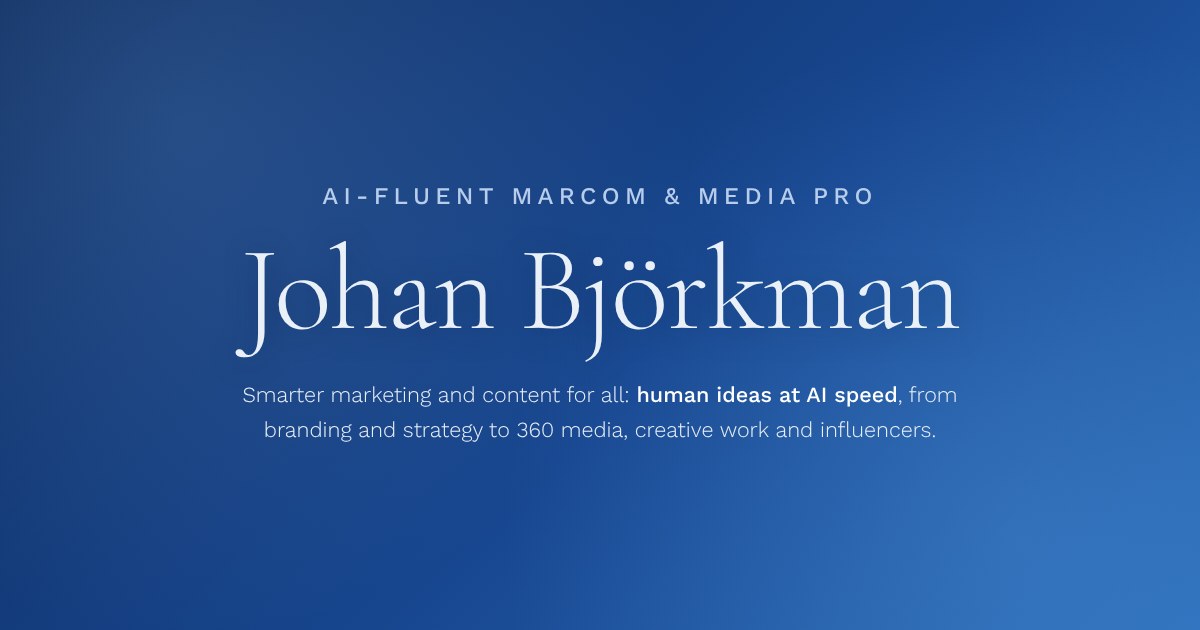 AI-FLUENT MARCOM & MEDIA PRO
Johan Björkman
Smarter marketing and content for all: human ideas at AI speed, from
branding and strategy to 360 media, creative work and influencers.